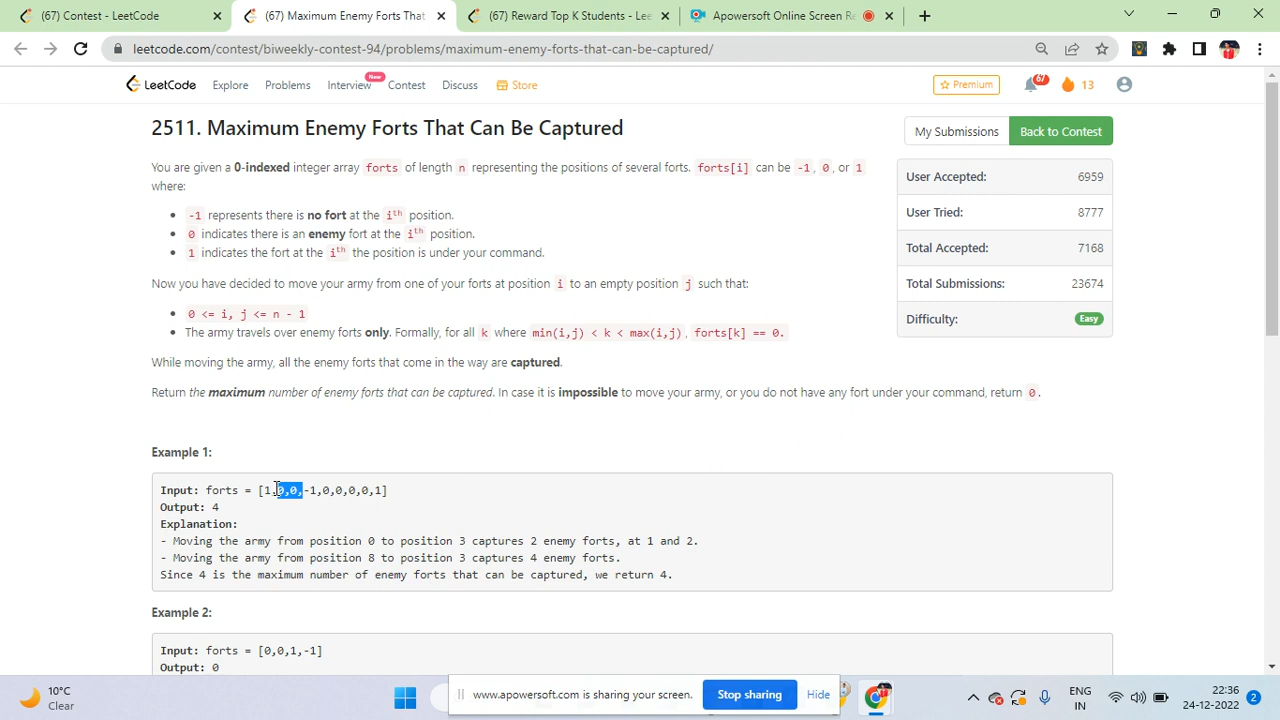 (67) Contest - LeetCode
(67) Maximum Enemy Forts That
(67) Reward Top K Students - Lee
Apowersoft Online Screen Re
leetcode.com/contest/biweekly-contest-94/problems/maximum-enemy-forts-that-can-be-captured/
LeetCode Explore Problems Interview New Contest Discuss Store Premium 67 13
2511. Maximum Enemy Forts That Can Be Captured
My Submissions Back to Contest
You are given a 0-indexed integer array forts of length n representing the positions of several forts. forts[i] can be -1, 0, or 1
where:
-1 represents there is no fort at the ith position.
0 indicates there is an enemy fort at the ith position.
1 indicates the fort at the ith the position is under your command.
Now you have decided to move your army from one of your forts at position i to an empty position j such that:
0 <= i, j <= n - 1
The army travels over enemy forts only. Formally, for all k where min(i,j) < k < max(i,j), forts[k] == 0.
While moving the army, all the enemy forts that come in the way are captured.
Return the maximum number of enemy forts that can be captured. In case it is impossible to move your army, or you do not have any fort under your command, return 0.
User Accepted: 6959
User Tried: 8777
Total Accepted: 7168
Total Submissions: 23674
Difficulty: Easy
Example 1:
Input: forts = [1,0,0,-1,0,0,0,0,1]
Output: 4
Explanation:
- Moving the army from position 0 to position 3 captures 2 enemy forts, at 1 and 2.
- Moving the army from position 8 to position 3 captures 4 enemy forts.
Since 4 is the maximum number of enemy forts that can be captured, we return 4.
Example 2:
Input: forts = [0,0,1,-1]
Output: 0
10°C
Clear
www.apowersoft.com is sharing your screen. Stop sharing Hide
ENG
IN
22:36
24-12-2022
2